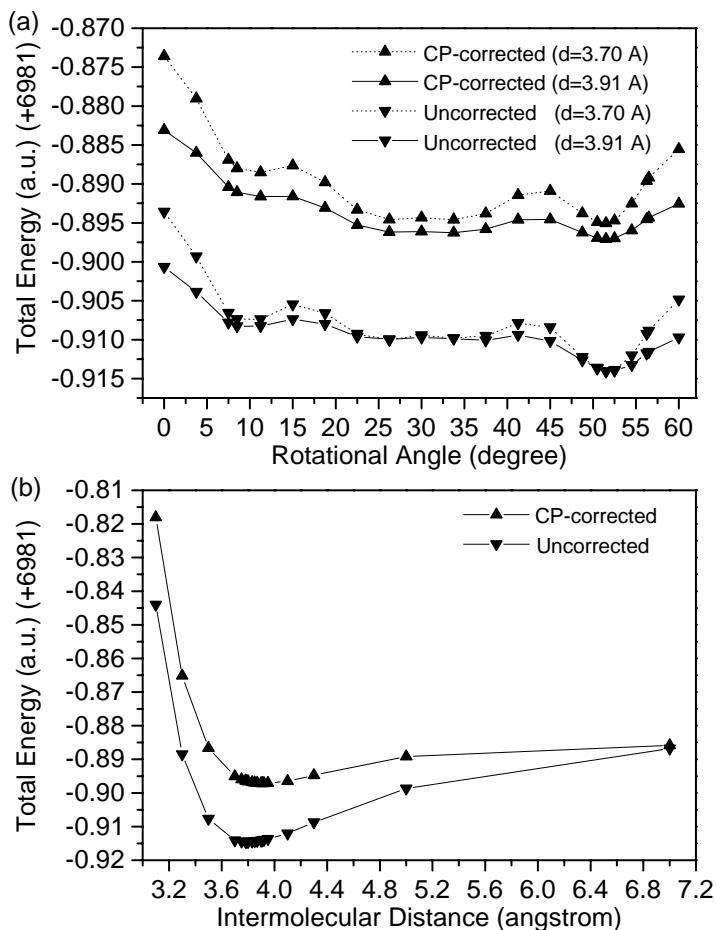 (a)
-0.870
-0.875
-0.880
-0.885
-0.890
-0.895
-0.900
-0.905
-0.910
-0.915
Total Energy (a.u.) (+6981)
CP-corrected (d=3.70 A)
CP-corrected (d=3.91 A)
Uncorrected (d=3.70 A)
Uncorrected (d=3.91 A)
0 5 10 15 20 25 30 35 40 45 50 55 60
Rotational Angle (degree)
(b)
-0.81
-0.82
-0.83
-0.84
-0.85
-0.86
-0.87
-0.88
-0.89
-0.90
-0.91
-0.92
Total Energy (a.u.) (+6981)
CP-corrected
Uncorrected
3.2 3.6 4.0 4.4 4.8 5.2 5.6 6.0 6.4 6.8 7.2
Intermolecular Distance (angstrom)